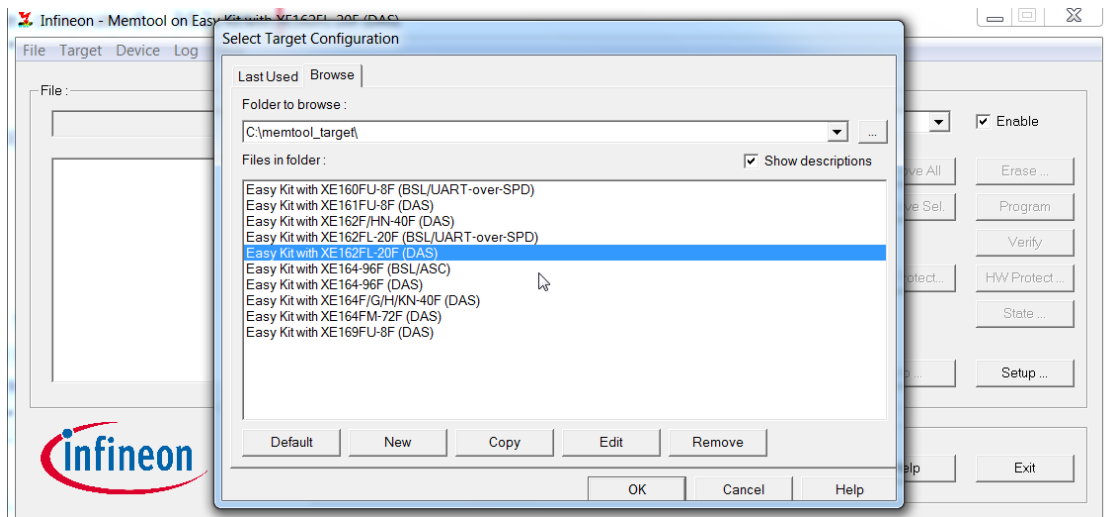 Infineon - Memtool on Easy Kit with XE162FL-20F (DAS)
File Target Device Log
Select Target Configuration
Last Used Browse
Folder to browse :
C:\memtool_target\
...
Files in folder :
Show descriptions
Easy Kit with XE160FU-8F (BSL/UART-over-SPD)
Easy Kit with XE161FU-8F (DAS)
Easy Kit with XE162F/HN-40F (DAS)
Easy Kit with XE162FL-20F (BSL/UART-over-SPD)
Easy Kit with XE162FL-20F (DAS)
Easy Kit with XE164-96F (BSL/ASC)
Easy Kit with XE164-96F (DAS)
Easy Kit with XE164F/G/H/KN-40F (DAS)
Easy Kit with XE164FM-72F (DAS)
Easy Kit with XE169FU-8F (DAS)
Default New Copy Edit Remove
OK Cancel Help
File :
Enable
ove All Erase ...
ve Sel. Program
Verify
otect... HW Protect ...
State ...
Setup ...
infineon
elp Exit